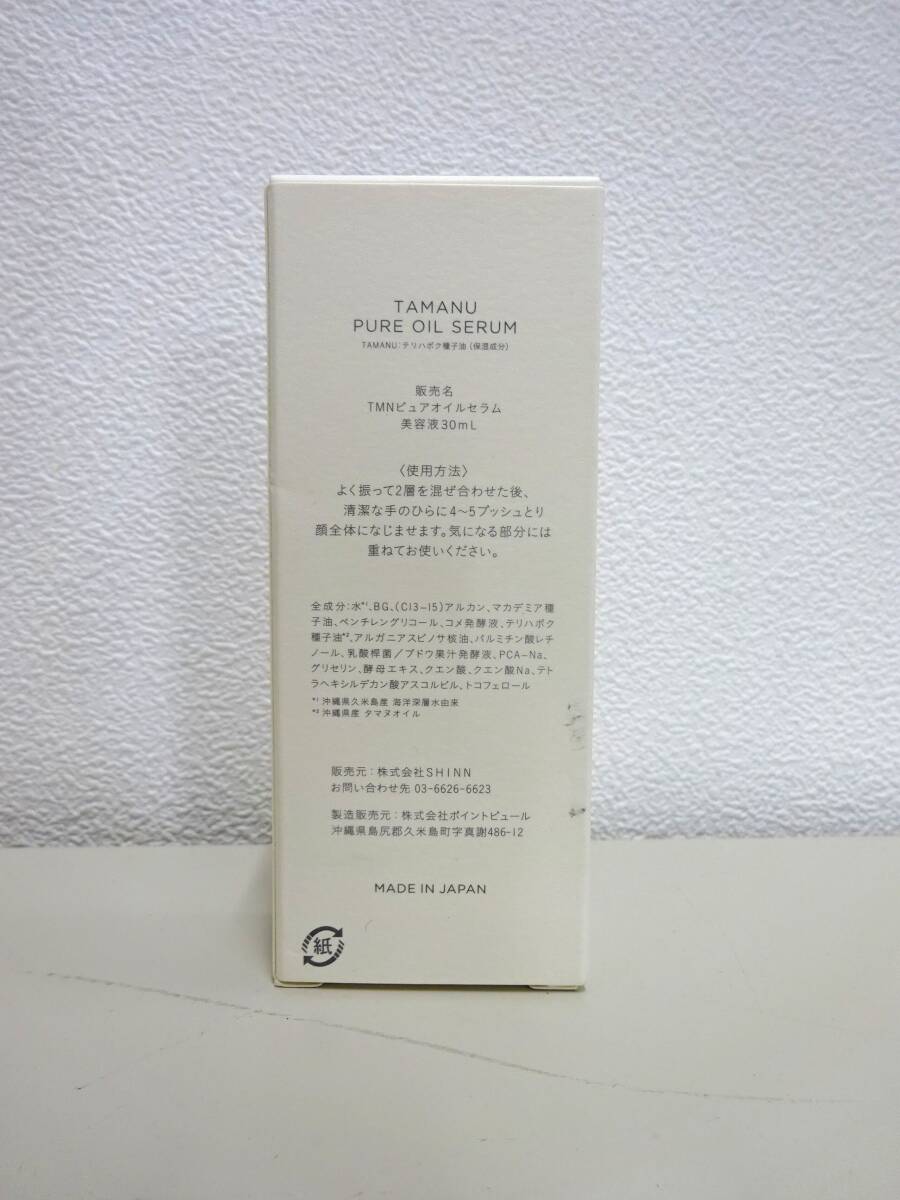 TAMANU
PURE OIL SERUM
TAMANU:テリハボク種子油(保湿成分)
販売名
TMNピュアオイルセラム
美容液30mL
〈使用方法〉
よく振って2層を混ぜ合わせた後、
清潔な手のひらに4〜5プッシュとり
顔全体になじませます。気になる部分には
重ねてお使いください。
全成分:水*¹、BG、(C13−15)アルカン、マカデミア種
子油、ペンチレングリコール、コメ発酵液、テリハボク
種子油*²、アルガニアスピノサ核油、パルミチン酸レチ
ノール、乳酸桿菌/ブドウ果汁発酵液、PCA−Na、
グリセリン、酵母エキス、クエン酸、クエン酸Na、テト
ラヘキシルデカン酸アスコルビル、トコフェロール
*¹ 沖縄県久米島産 海洋深層水由来
*² 沖縄県産 タマヌオイル
販売元:株式会社SHINN
お問い合わせ先 03-6626-6623
製造販売元:株式会社ポイントピュール
沖縄県島尻郡久米島町字真謝486-12
MADE IN JAPAN
紙